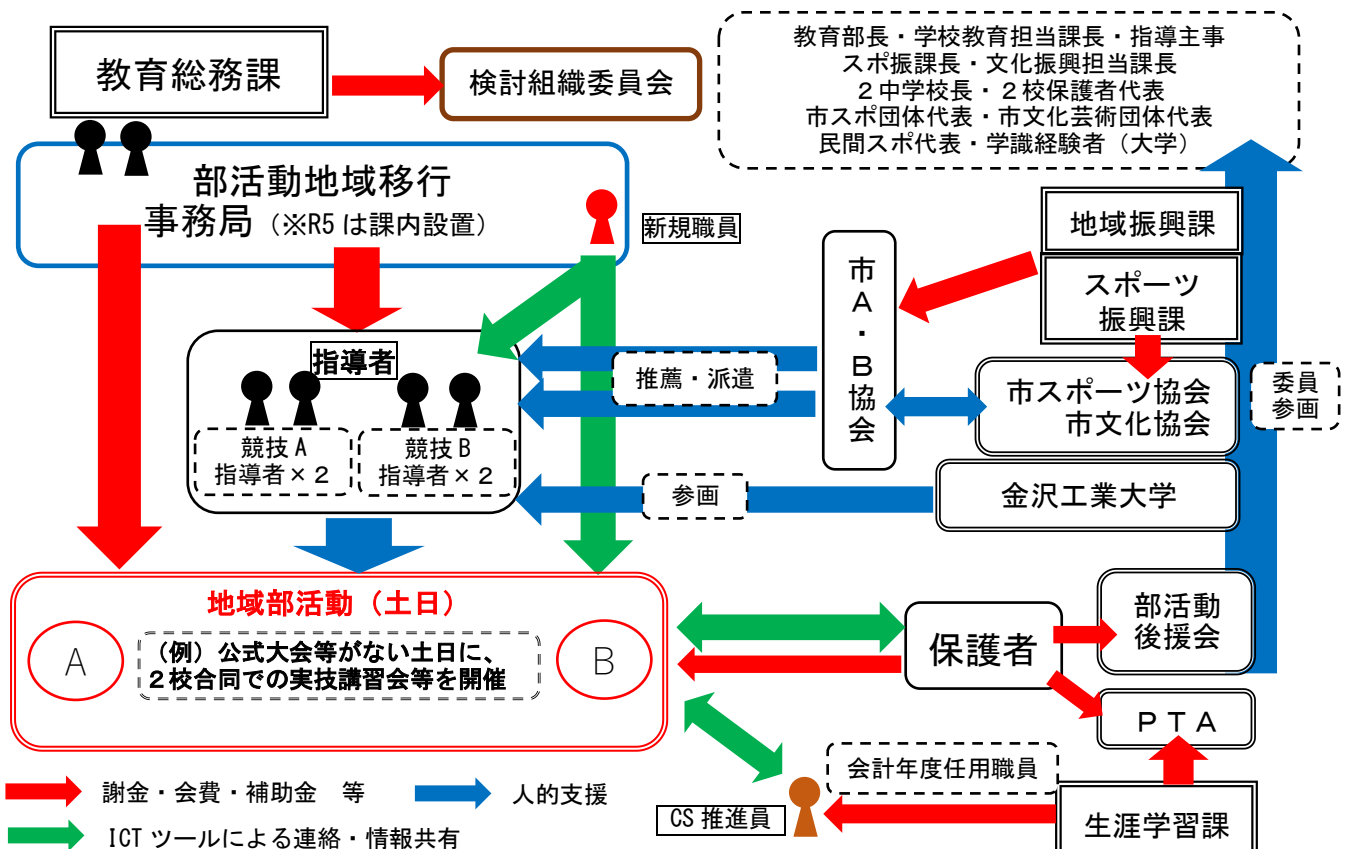 教育総務課
検討組織委員会
教育部長・学校教育担当課長・指導主事
スポ振課長・文化振興担当課長
２中学校長・２校保護者代表
市スポ団体代表・市文化芸術団体代表
民間スポ代表・学識経験者（大学）
部活動地域移行
事務局（※R5 は課内設置）
新規職員
地域振興課
スポーツ
振興課
市A・B協会
指導者
推薦・派遣
市スポーツ協会
市文化協会
委員
参画
競技 A
指導者×２
競技 B
指導者×２
参画
金沢工業大学
地域部活動（土日）
A
（例）公式大会等がない土日に、
２校合同での実技講習会等を開催
B
保護者
部活動
後援会
ＰＴＡ
会計年度任用職員
CS 推進員
生涯学習課
謝金・会費・補助金　等
人的支援
ICT ツールによる連絡・情報共有